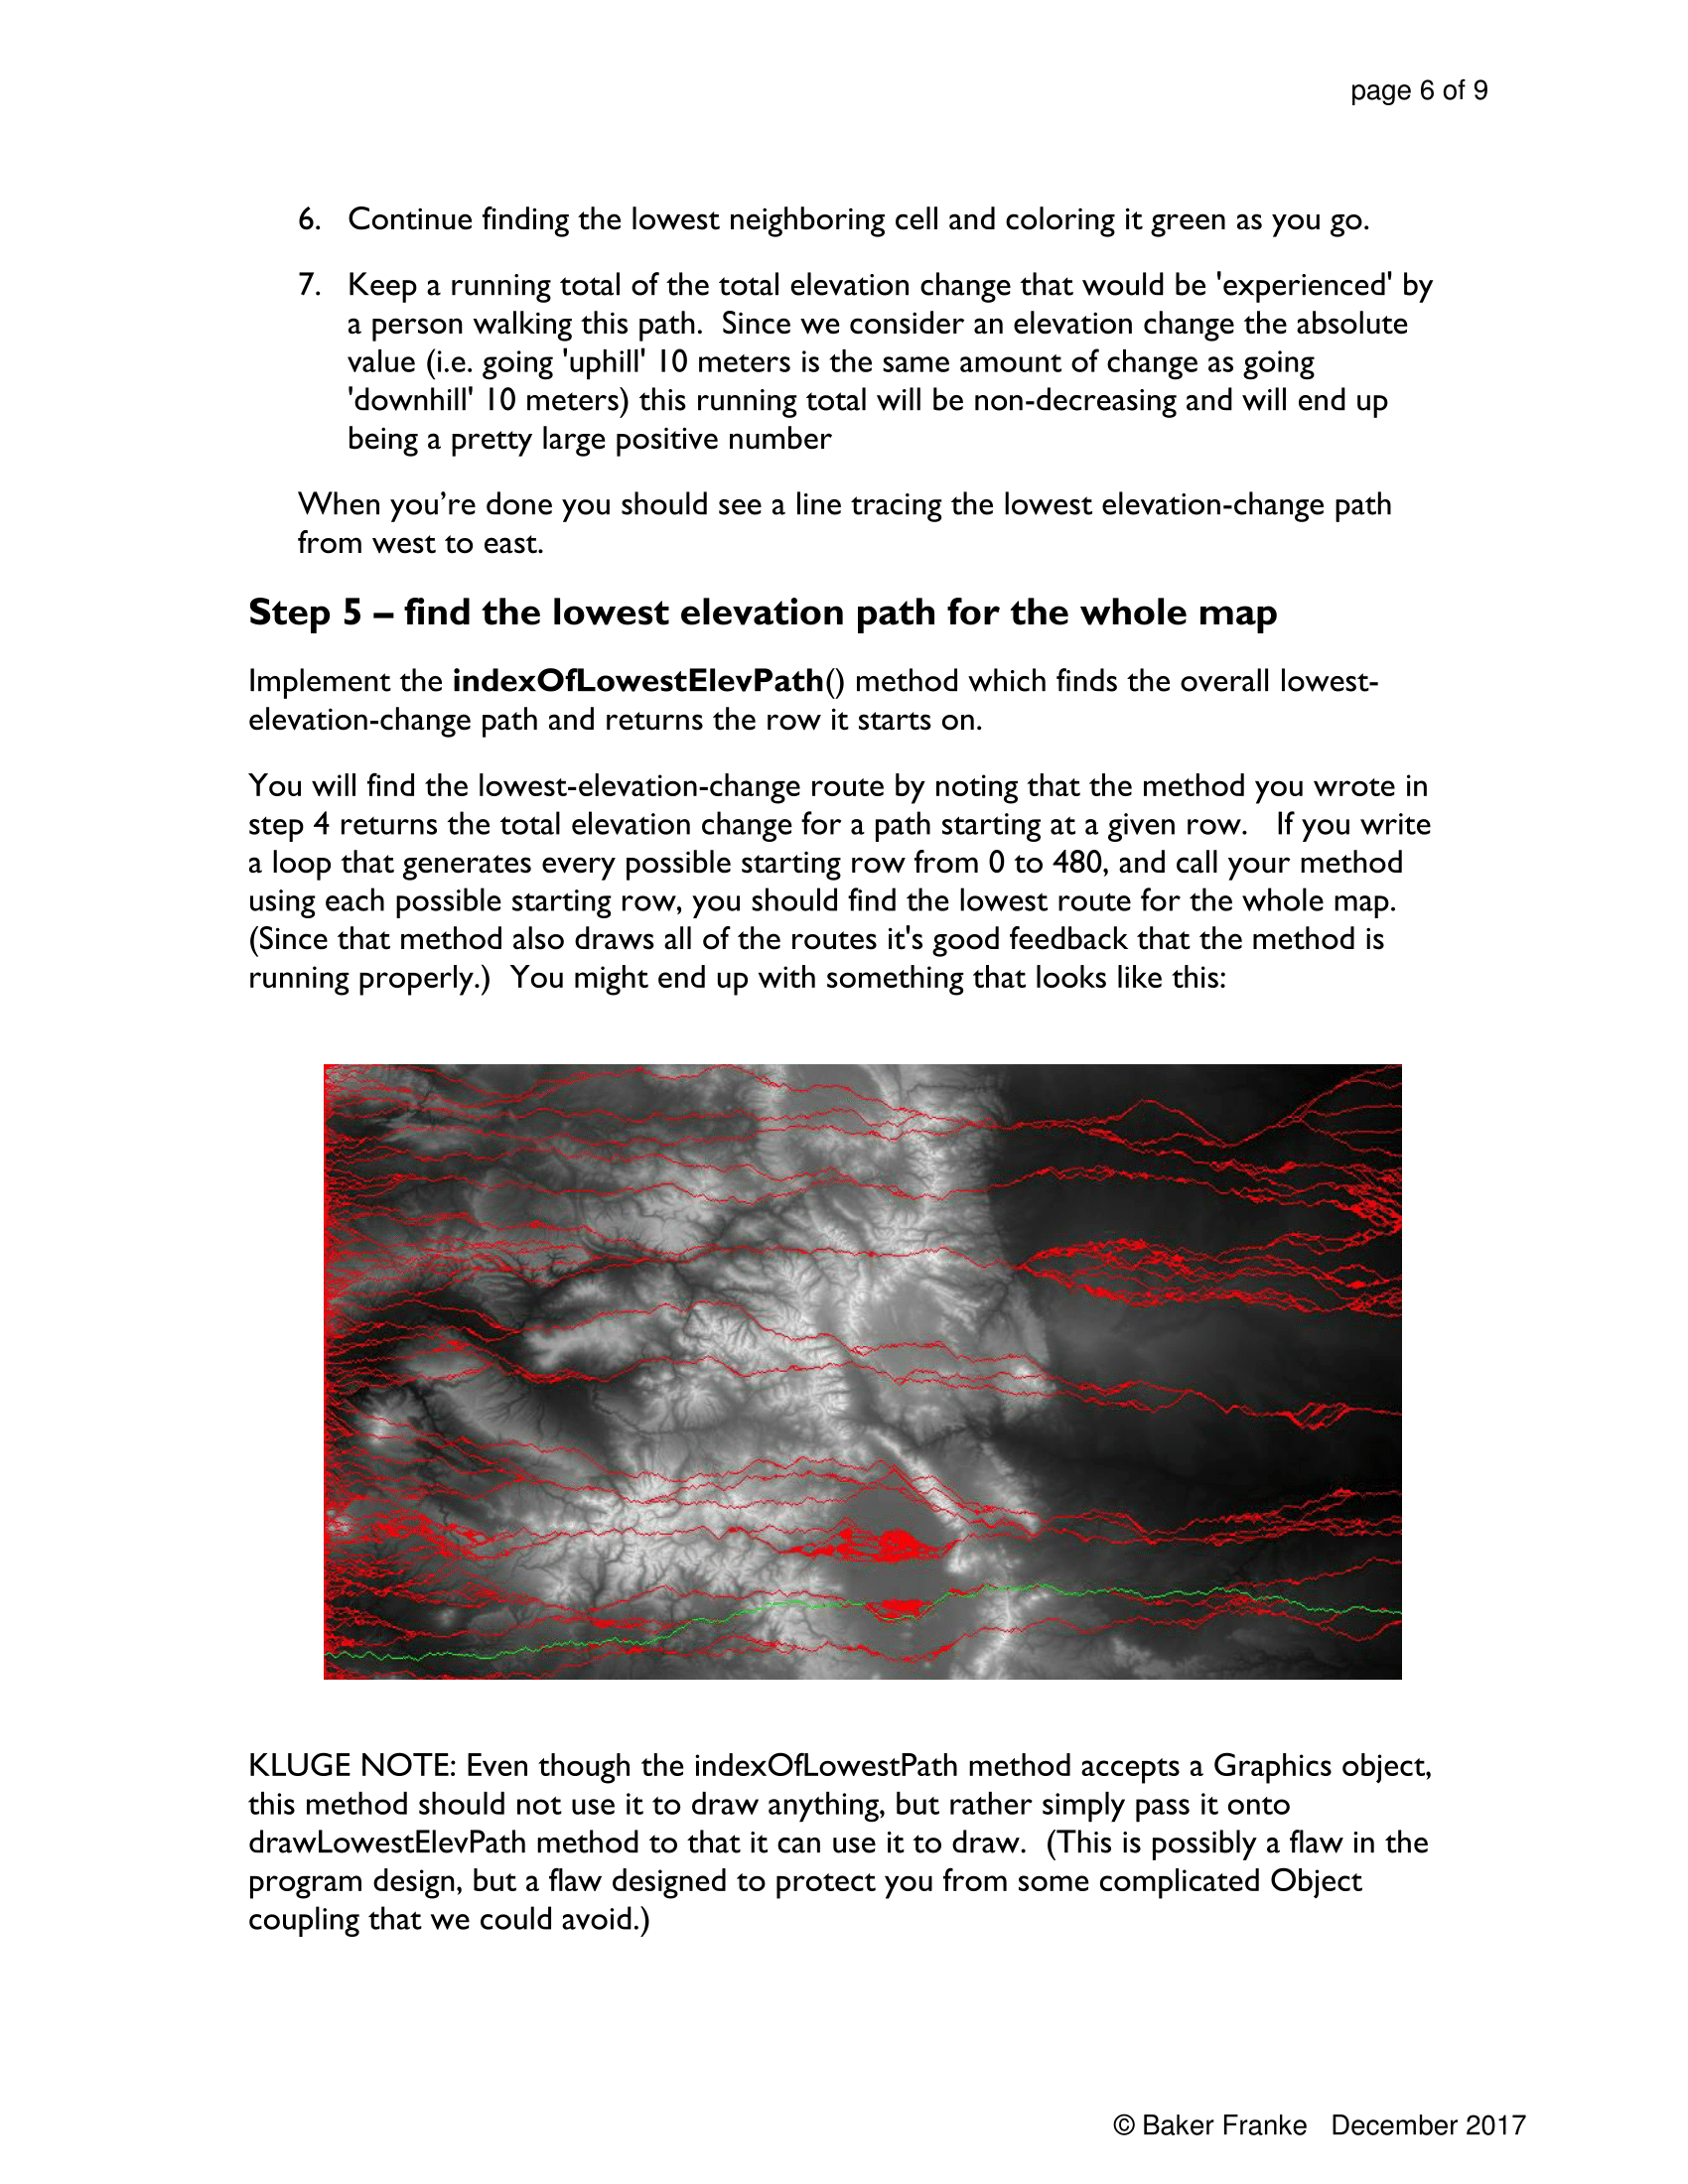 page 6 of 9
6. Continue finding the lowest neighboring cell and coloring it green as you go.
7. Keep a running total of the total elevation change that would be 'experienced' by
a person walking this path.  Since we consider an elevation change the absolute
value (i.e. going 'uphill' 10 meters is the same amount of change as going
'downhill' 10 meters) this running total will be non-decreasing and will end up
being a pretty large positive number
When you’re done you should see a line tracing the lowest elevation-change path
from west to east.
Step 5 – find the lowest elevation path for the whole map
Implement the indexOfLowestElevPath() method which finds the overall lowest-
elevation-change path and returns the row it starts on.
You will find the lowest-elevation-change route by noting that the method you wrote in
step 4 returns the total elevation change for a path starting at a given row.   If you write
a loop that generates every possible starting row from 0 to 480, and call your method
using each possible starting row, you should find the lowest route for the whole map.
(Since that method also draws all of the routes it's good feedback that the method is
running properly.)  You might end up with something that looks like this:
KLUGE NOTE: Even though the indexOfLowestPath method accepts a Graphics object,
this method should not use it to draw anything, but rather simply pass it onto
drawLowestElevPath method to that it can use it to draw.  (This is possibly a flaw in the
program design, but a flaw designed to protect you from some complicated Object
coupling that we could avoid.)
© Baker Franke   December 2017